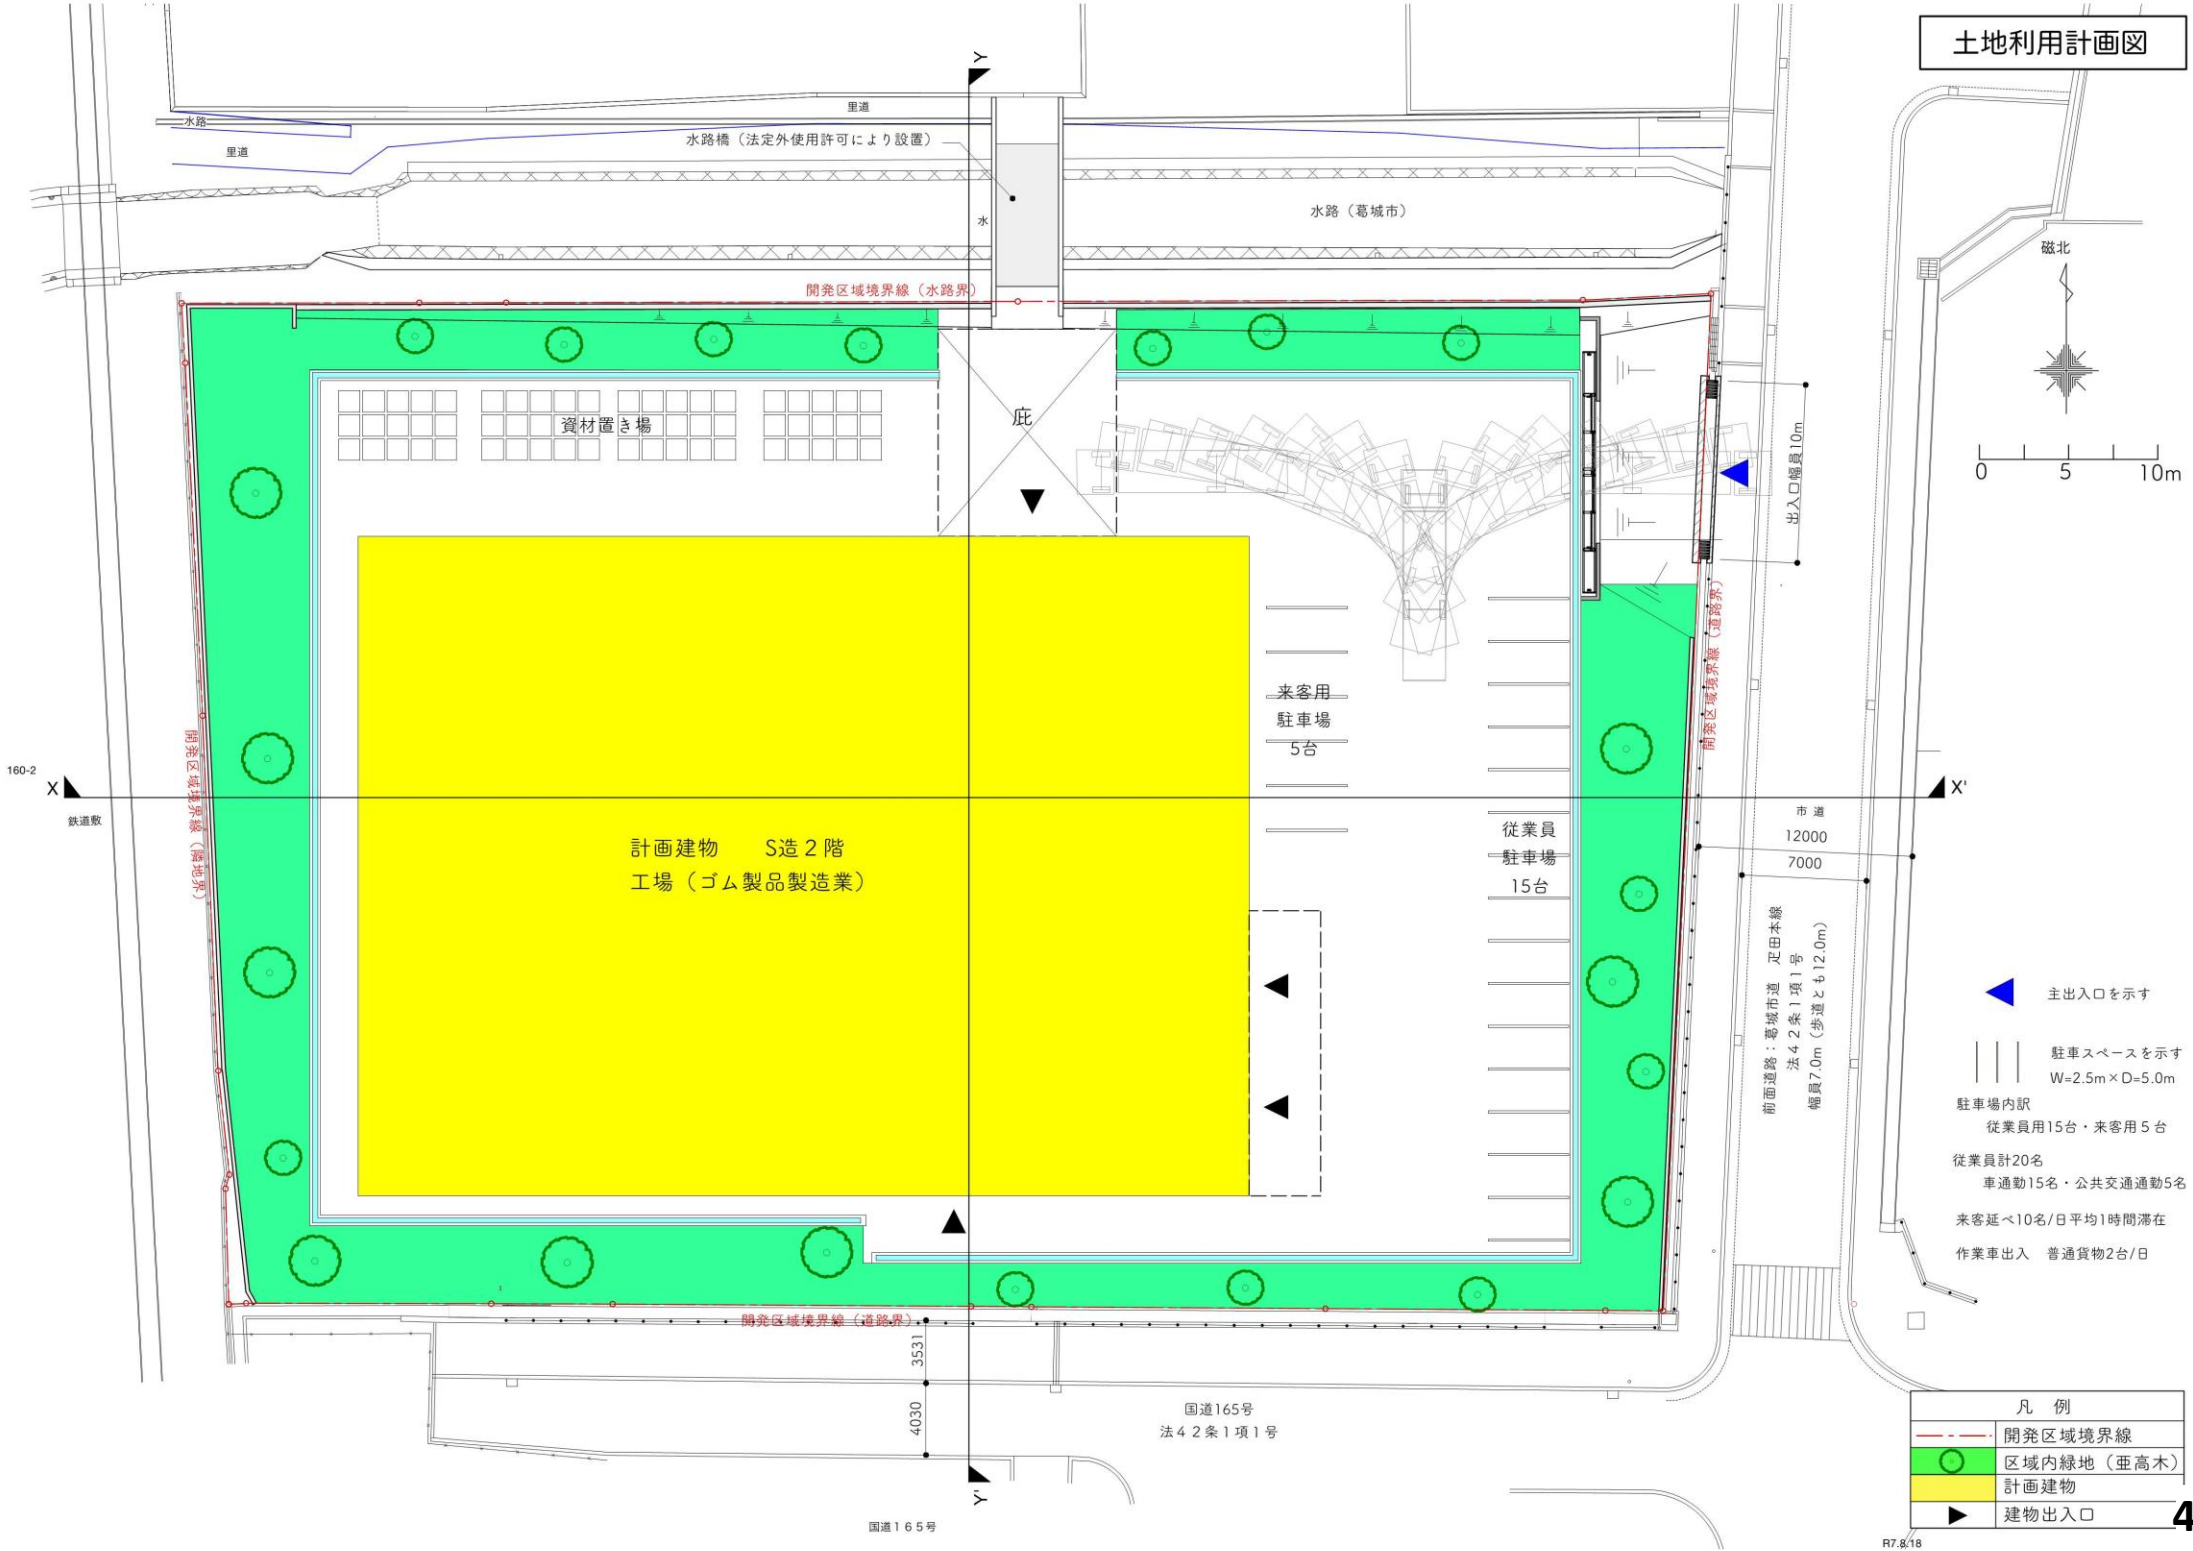 土地利用計画図
Y
里道
水路
里道
水路橋（法定外使用許可により設置）
水
水路（葛城市）
磁北
開発区域境界線（水路界）
庇
資材置き場
出入口幅員10m
0 5 10m
開発区域境界線（道路界）
来客用
駐車場
5台
開発区域境界線（隣地界）
160-2
X
X'
鉄道敷
市道
12000
7000
計画建物 S造２階
工場（ゴム製品製造業）
従業員
駐車場
15台
前面道路：葛城市道 疋田本線
法４２条１項１号
幅員7.0m（歩道とも12.0m）
主出入口を示す
駐車スペースを示す
W=2.5m×D=5.0m
駐車場内訳
従業員用15台・来客用５台
従業員計20名
車通勤15名・公共交通通勤5名
来客延べ10名/日平均1時間滞在
作業車出入 普通貨物2台/日
開発区域境界線（道路界）
3531
4030
国道165号
法４２条１項１号
Y'
国道１６５号
凡 例
開発区域境界線
区域内緑地（亜高木）
計画建物
建物出入口
4
R7.8.18